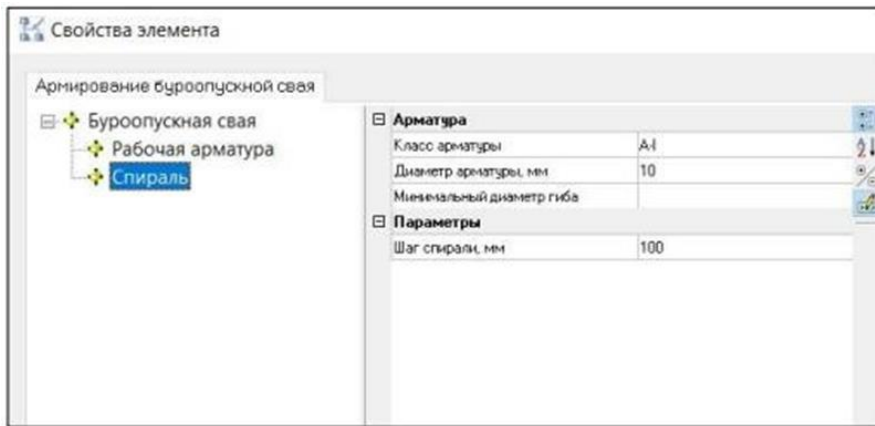 Свойства элемента
Армирование буроопускной свая
Буроопускная свая
Рабочая арматура
Спираль
Арматура
Класс арматуры A-I
Диаметр арматуры, мм 10
Минимальный диаметр гиба
Параметры
Шаг спирали, мм 100